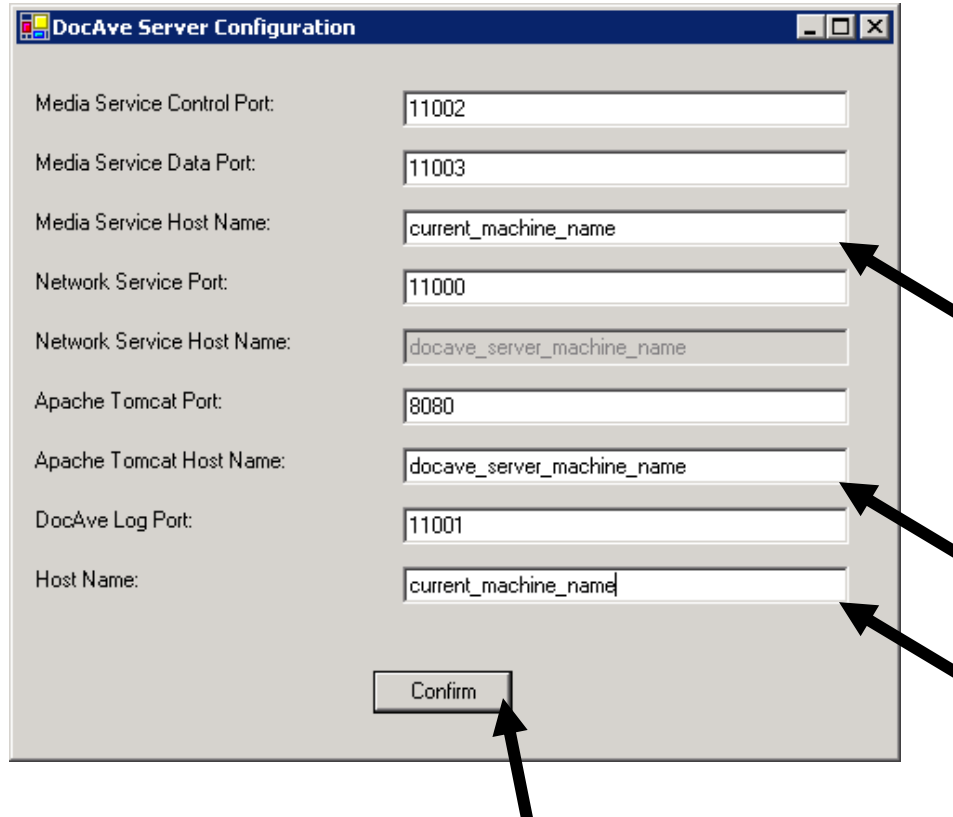 DocAve Server Configuration
Media Service Control Port: 11002
Media Service Data Port: 11003
Media Service Host Name: current_machine_name
Network Service Port: 11000
Network Service Host Name: docave_server_machine_name
Apache Tomcat Port: 8080
Apache Tomcat Host Name: docave_server_machine_name
DocAve Log Port: 11001
Host Name: current_machine_name
Confirm